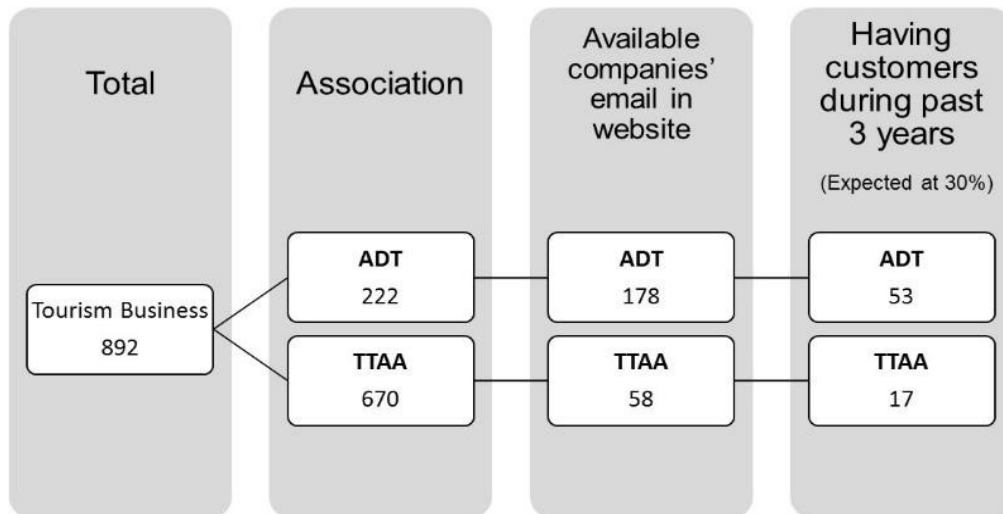 Total
Association
Available
companies’
email in
website
Having
customers
during past
3 years
(Expected at 30%)
Tourism Business
892
ADT
222
TTAA
670
ADT
178
TTAA
58
ADT
53
TTAA
17